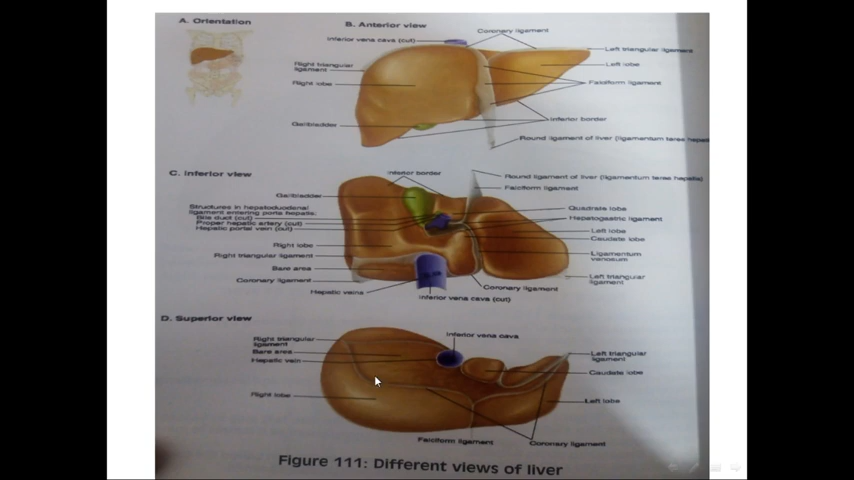 A. Orientation
B. Anterior view
Inferior vena cava (cut)
Coronary ligament
Left triangular ligament
Right triangular
ligament
Left lobe
Right lobe
Falciform ligament
Gallbladder
Inferior border
Round ligament of liver (ligamentum teres hepati
C. Inferior view
Inferior border
Round ligament of liver (ligamentum teres hepatis)
Falciform ligament
Gallbladder
Structures in hepatoduodenal
ligament entering porta hepatis:
Bile duct (cut)
Proper hepatic artery (cut)
Hepatic portal vein (cut)
Quadrate lobe
Hepatogastric ligament
Left lobe
Caudate lobe
Right lobe
Right triangular ligament
Ligamentum
venosum
Bare area
Coronary ligament
Left triangular
ligament
Hepatic veins
Coronary ligament
Inferior vena cava (cut)
D. Superior view
Inferior vena cava
Right triangular
ligament
Bare area
Hepatic vein
Left triangular
ligament
Caudate lobe
Right lobe
Left lobe
Falciform ligament
Coronary ligament
Figure 111: Different views of liver